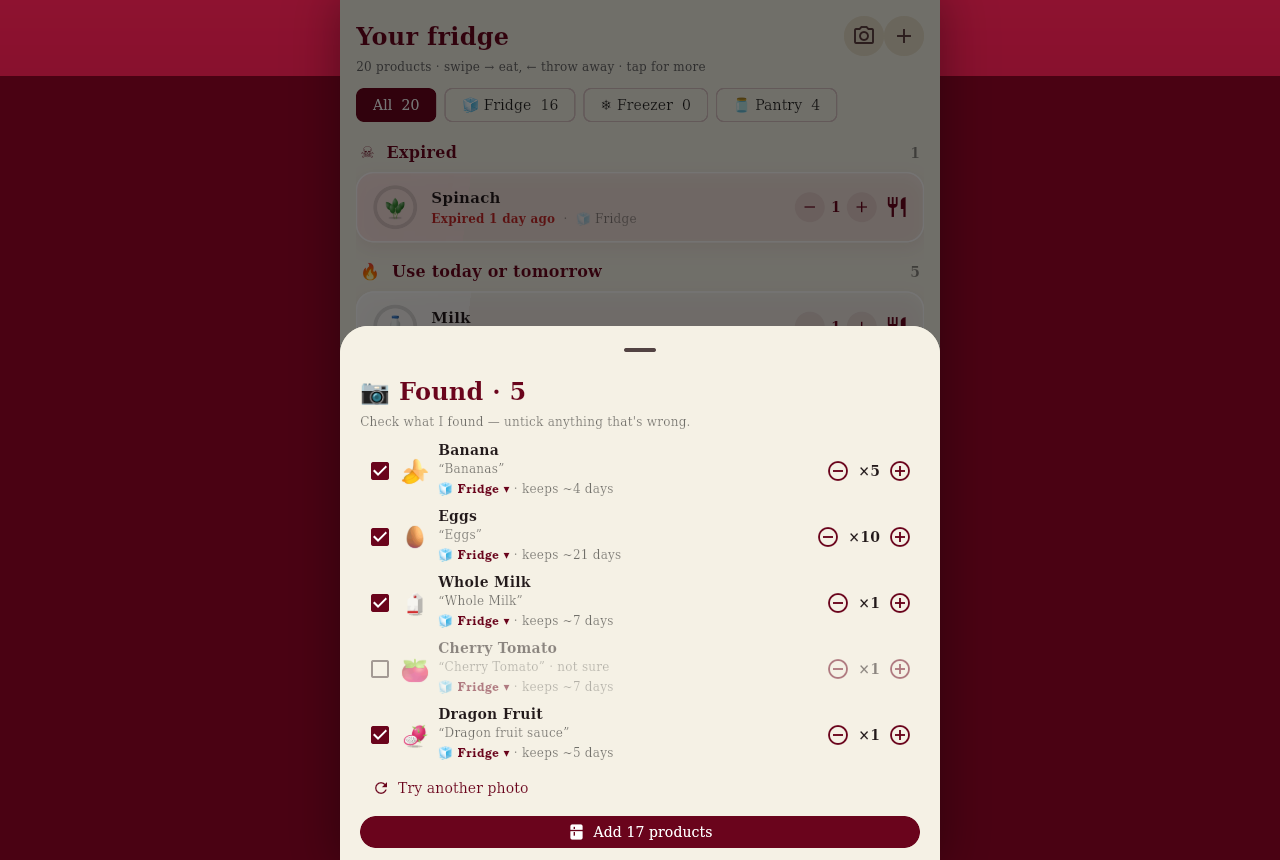 Your fridge
20 products · swipe → eat, ← throw away · tap for more
All 20
Fridge 16
Freezer 0
Pantry 4
Expired 1
Spinach
Expired 1 day ago · Fridge
1
Use today or tomorrow 5
Milk
1
Found · 5
Check what I found — untick anything that's wrong.
Banana
“Bananas”
Fridge ▾ · keeps ~4 days
×5
Eggs
“Eggs”
Fridge ▾ · keeps ~21 days
×10
Whole Milk
“Whole Milk”
Fridge ▾ · keeps ~7 days
×1
Cherry Tomato
“Cherry Tomato” · not sure
Fridge ▾ · keeps ~7 days
×1
Dragon Fruit
“Dragon fruit sauce”
Fridge ▾ · keeps ~5 days
×1
Try another photo
Add 17 products